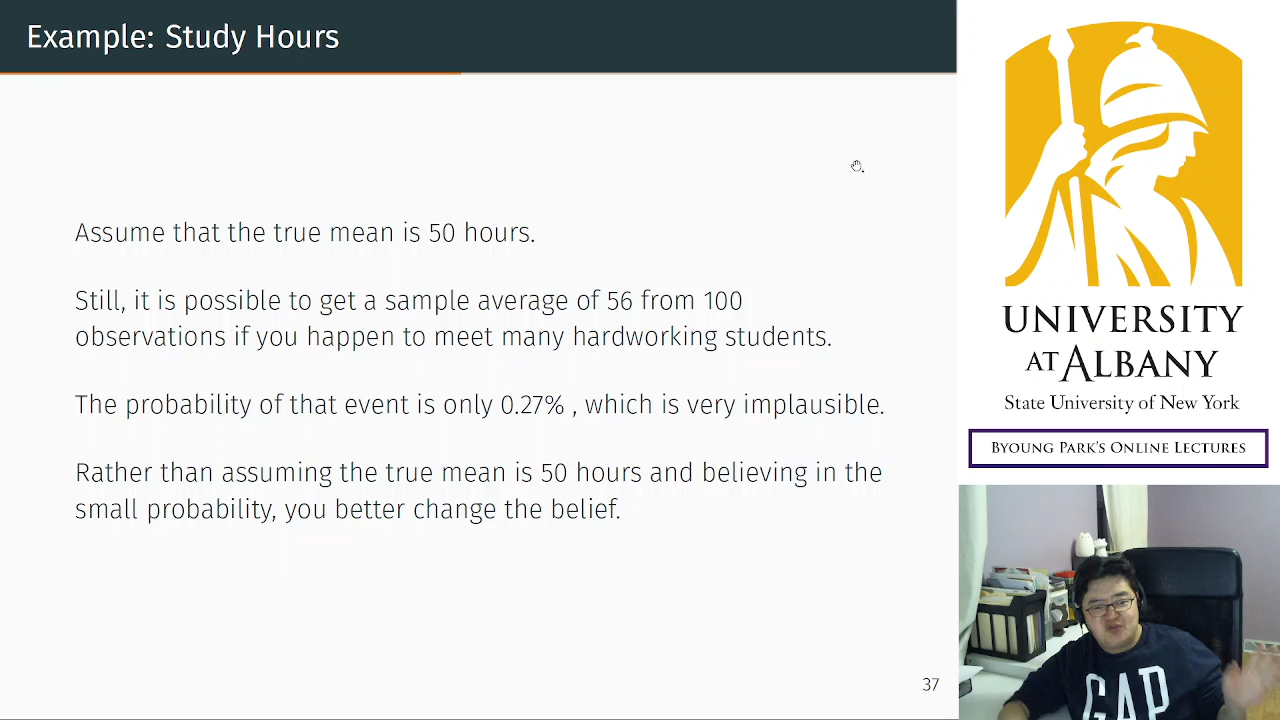 Example: Study Hours
Assume that the true mean is 50 hours.
Still, it is possible to get a sample average of 56 from 100
observations if you happen to meet many hardworking students.
The probability of that event is only 0.27% , which is very implausible.
Rather than assuming the true mean is 50 hours and believing in the
small probability, you better change the belief.
37
UNIVERSITY
AT ALBANY
State University of New York
BYOUNG PARK'S ONLINE LECTURES
GAP